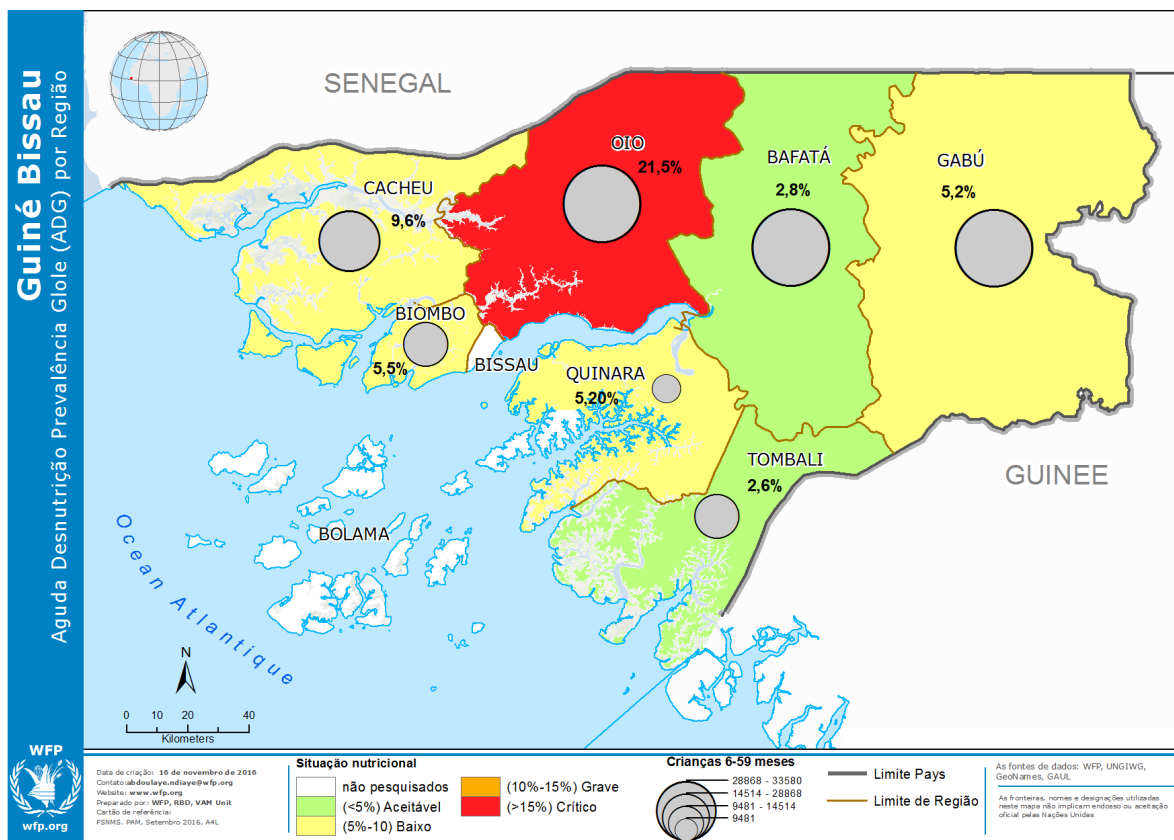 Guiné Bissau
Aguda Desnutrição Prevalência Glole (ADG) por Região
SENEGAL
OIO
21,5%
BAFATÁ
2,8%
GABÚ
5,2%
CACHEU
9,6%
BIOMBO
5,5%
BISSAU
QUINARA
5,20%
TOMBALI
2,6%
GUINEE
BOLAMA
Ocean Atlantique
N
0 10 20 40
Kilometers
WFP
wfp.org
Data de criação: 16 de novembro de 2016
Contato:abdoulaye.ndiaye@wfp.org
Website: www.wfp.org
Preparado por: WFP, RBD, VAM Unit
Cartão de referência:
FSNMS. PAM, Setembro 2016, A4L
Situação nutricional
não pesquisados
(<5%) Aceitável
(5%-10) Baixo
(10%-15%) Grave
(>15%) Crítico
Crianças 6-59 meses
28868 - 33580
14514 - 28868
9481 - 14514
9481
Limite Pays
Limite de Região
As fontes de dados: WFP, UNGIWG,
GeoNames, GAUL
As fronteiras, nomes e designações utilizadas
neste mapa não implicam endosso ou aceitação
oficial pelas Nações Unidas